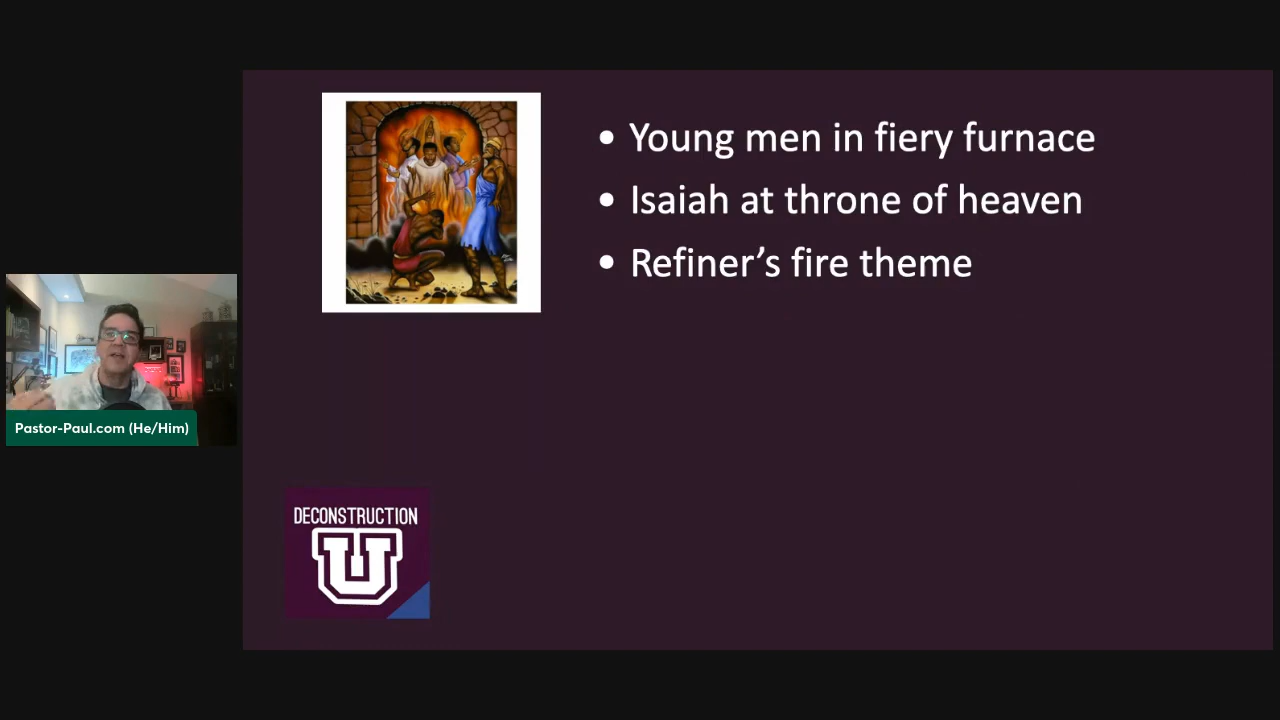 • Young men in fiery furnace
• Isaiah at throne of heaven
• Refiner’s fire theme
Pastor-Paul.com (He/Him)
DECONSTRUCTION
U